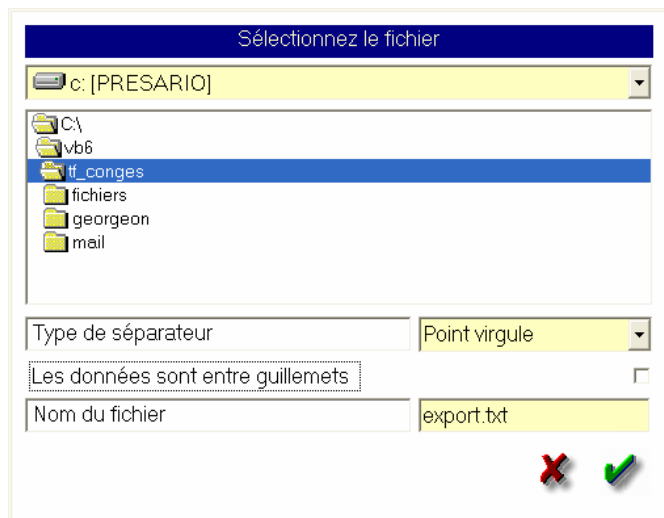 Sélectionnez le fichier
c: [PRESARIO]
C:\
vb6
tf_conges
fichiers
georgeon
mail
Type de séparateur
Point virgule
Les données sont entre guillemets
Nom du fichier
export.txt